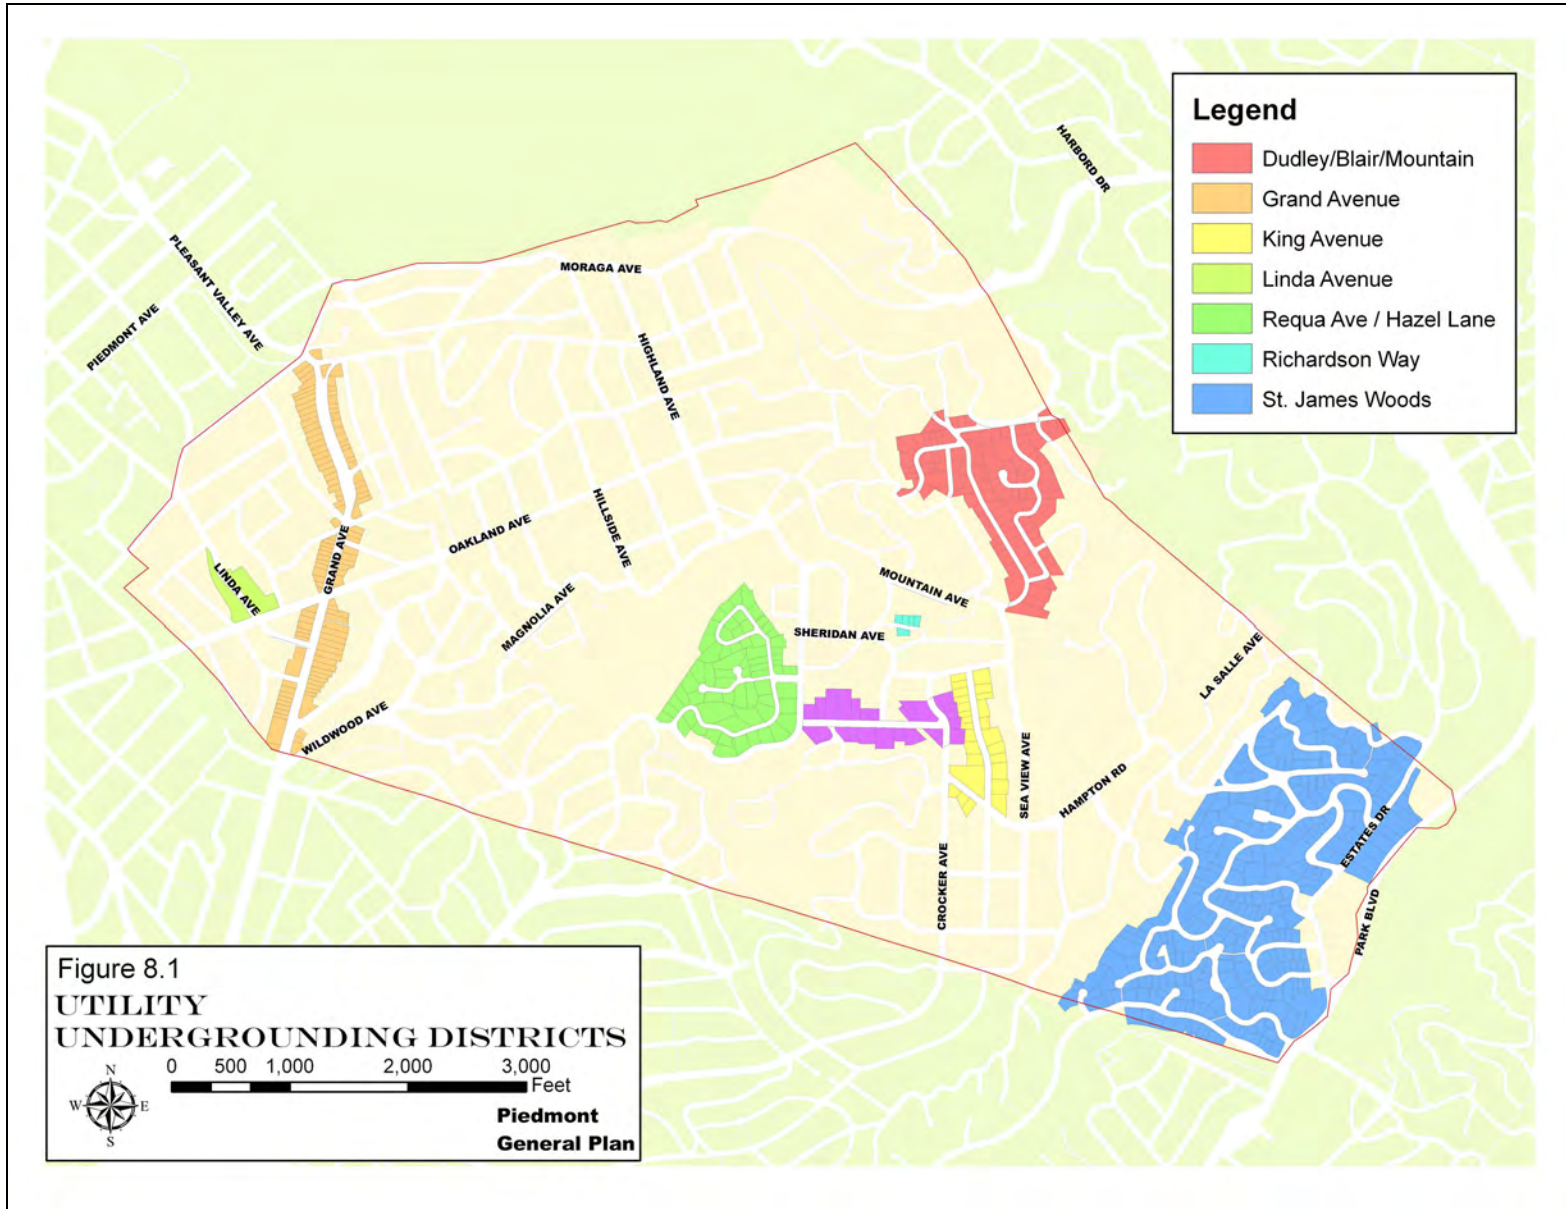 HARBORD DR
Legend
Dudley/Blair/Mountain
Grand Avenue
King Avenue
Linda Avenue
Requa Ave / Hazel Lane
Richardson Way
St. James Woods
PLEASANT VALLEY AVE
PIEDMONT AVE
MORAGA AVE
HIGHLAND AVE
OAKLAND AVE
HILLSIDE AVE
GRAND AVE
LINDA AVE
MAGNOLIA AVE
MOUNTAIN AVE
SHERIDAN AVE
LA SALLE AVE
WILDWOOD AVE
SEA VIEW AVE
HAMPTON RD
ESTATES DR
CROCKER AVE
PARK BLVD
Figure 8.1
UTILITY
UNDERGROUNDING DISTRICTS
0 500 1,000 2,000 3,000
Feet
N
W E
S
Piedmont
General Plan